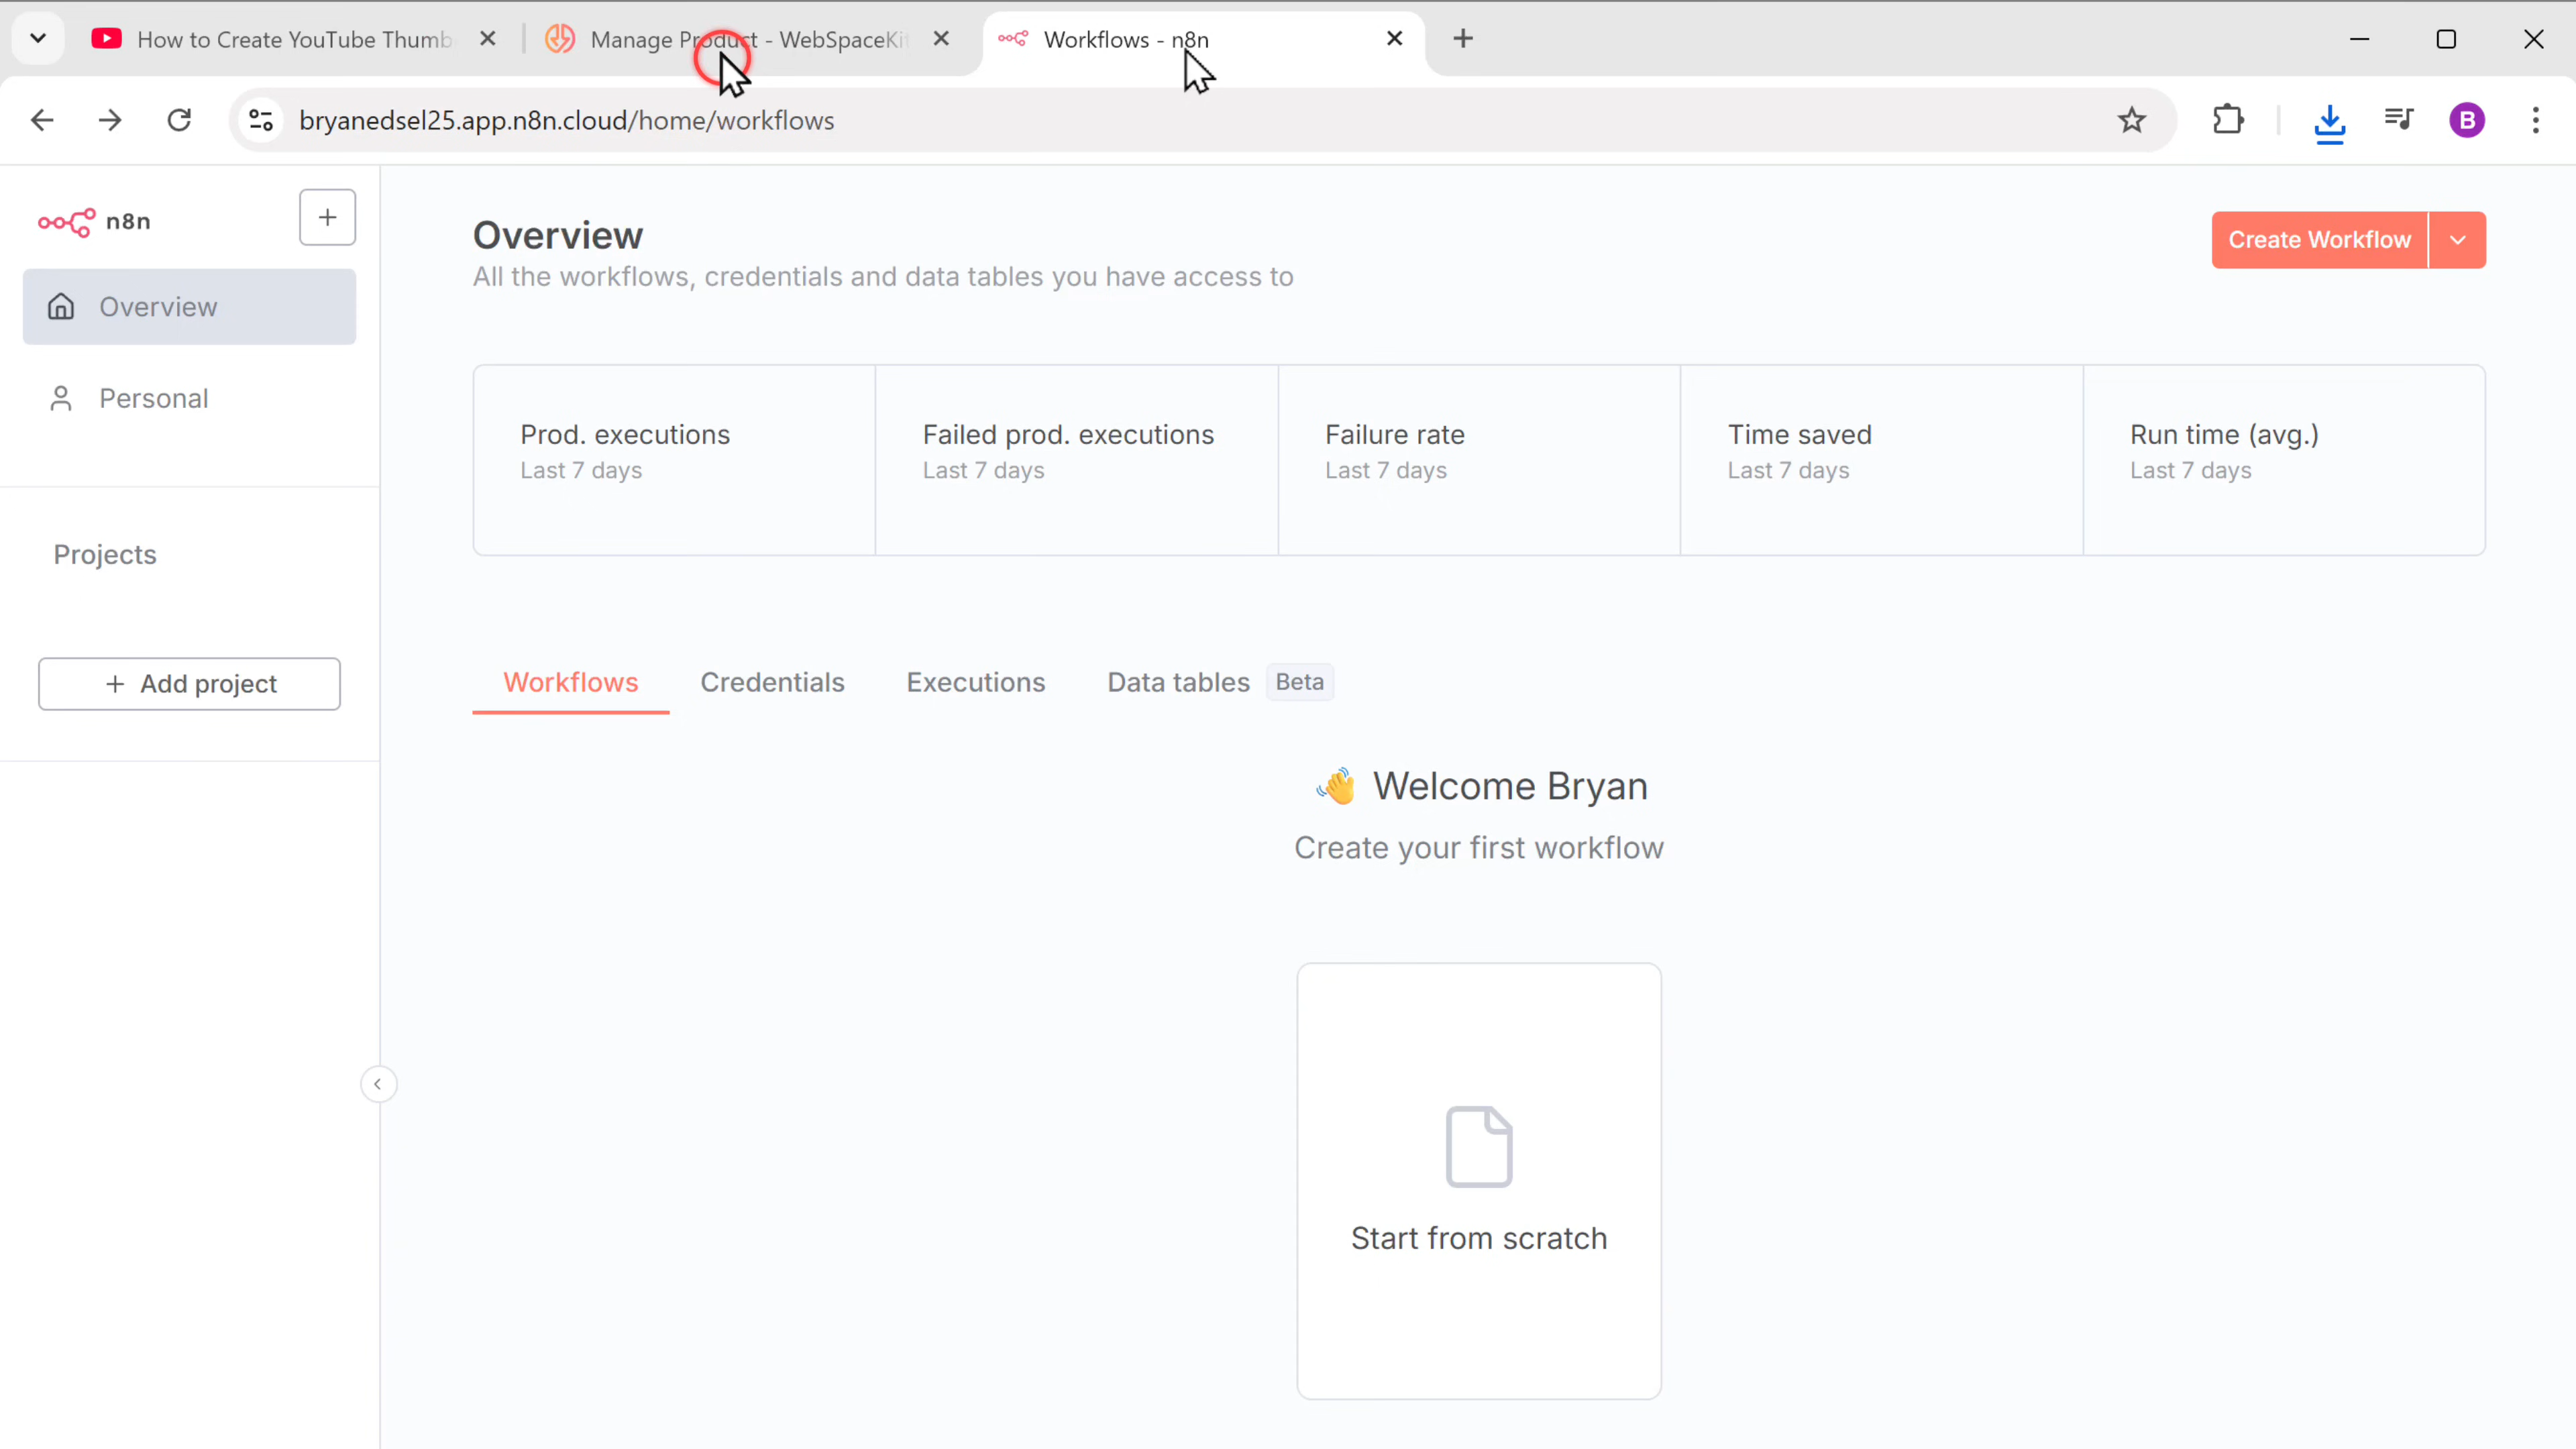 How to Create YouTube Thumb
Manage Product - WebSpaceKit
Workflows - n8n
bryanedsel25.app.n8n.cloud/home/workflows
B
n8n
Overview
Personal
Projects
Add project
Overview
All the workflows, credentials and data tables you have access to
Create Workflow
Prod. executions
Last 7 days
Failed prod. executions
Last 7 days
Failure rate
Last 7 days
Time saved
Last 7 days
Run time (avg.)
Last 7 days
Workflows Credentials Executions Data tables Beta
👋 Welcome Bryan
Create your first workflow
Start from scratch